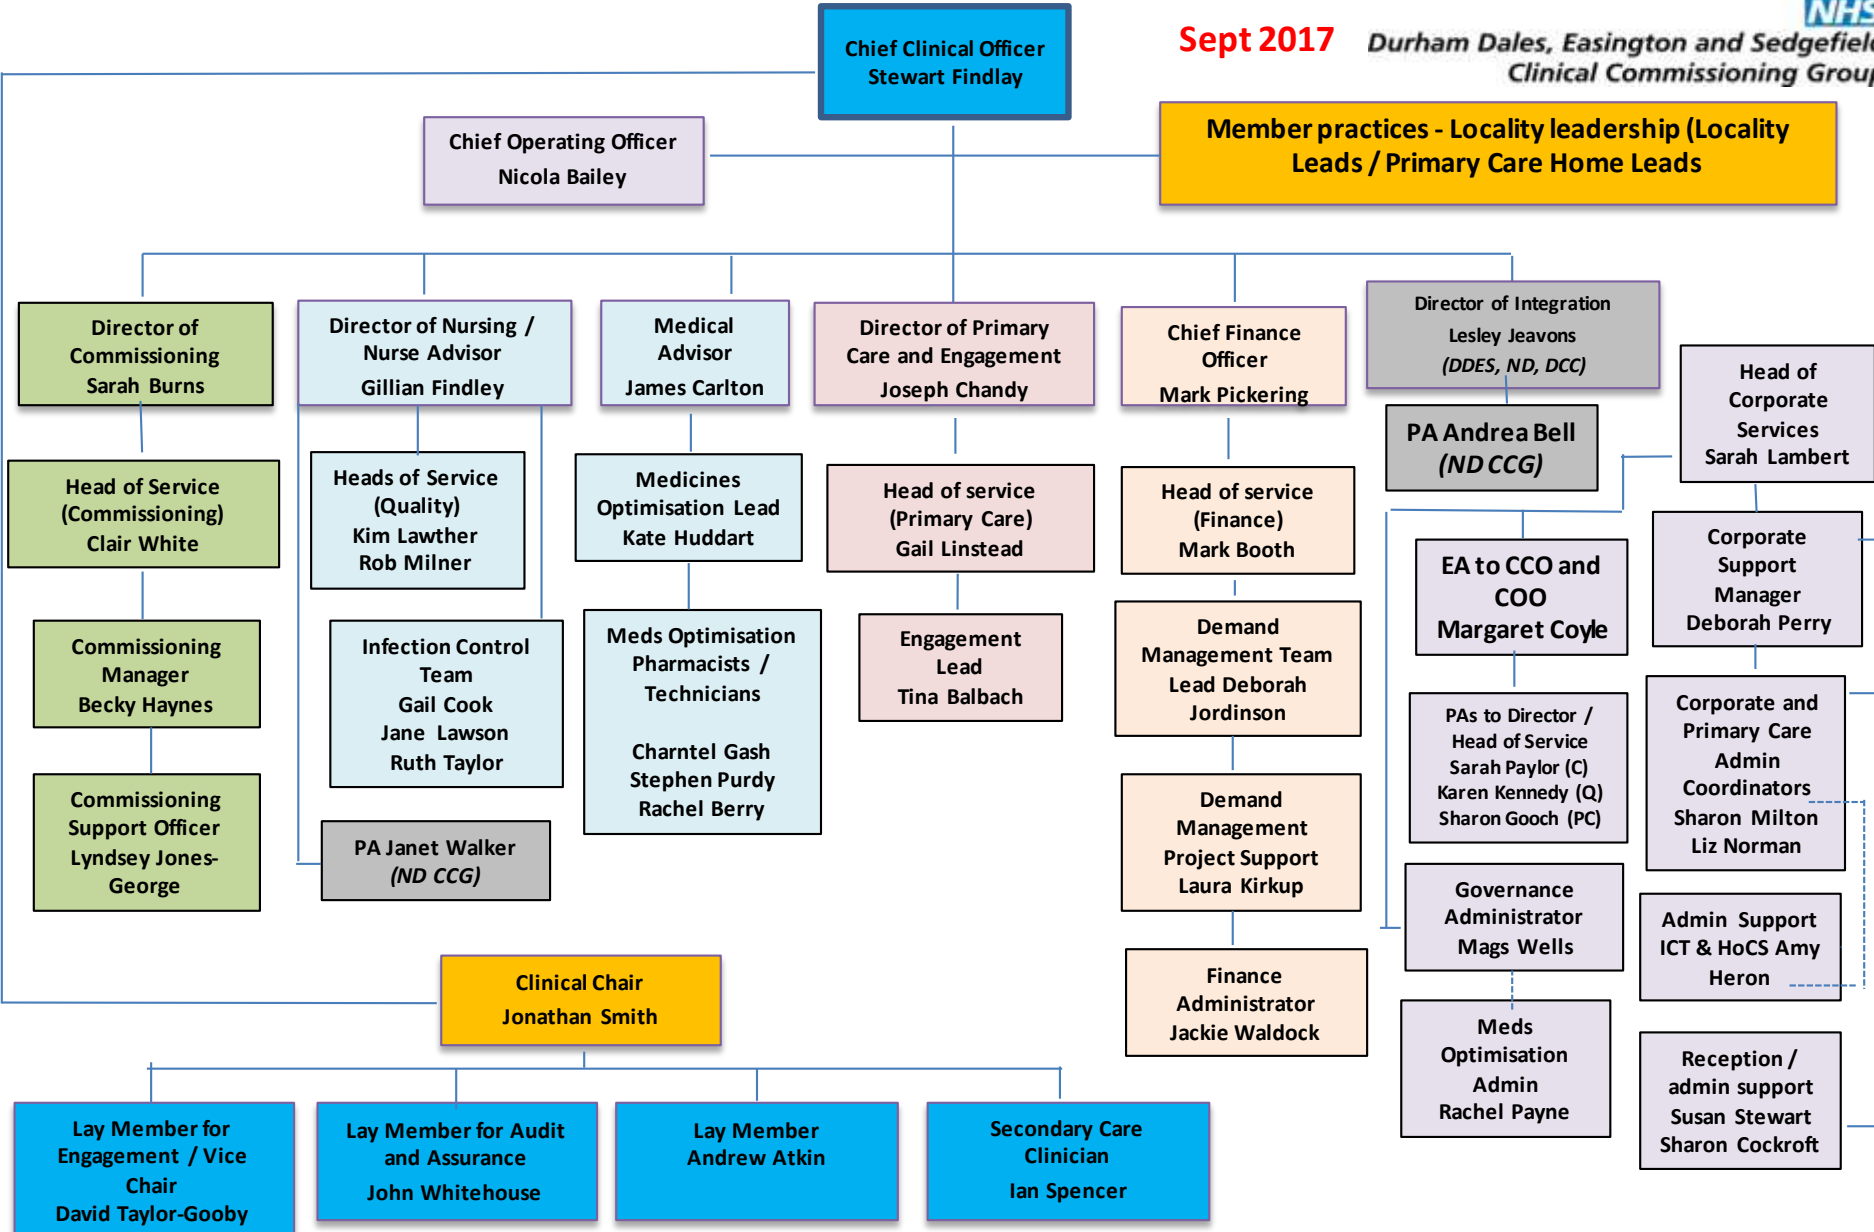 NHS
Sept 2017
Durham Dales, Easington and Sedgefield
Clinical Commissioning Group
Chief Clinical Officer
Stewart Findlay
Chief Operating Officer
Nicola Bailey
Member practices - Locality leadership (Locality
Leads / Primary Care Home Leads
Director of
Commissioning
Sarah Burns
Director of Nursing /
Nurse Advisor
Gillian Findley
Medical
Advisor
James Carlton
Director of Primary
Care and Engagement
Joseph Chandy
Chief Finance
Officer
Mark Pickering
Director of Integration
Lesley Jeavons
(DDES, ND, DCC)
PA Andrea Bell
(ND CCG)
Head of
Corporate
Services
Sarah Lambert
Head of Service
(Commissioning)
Clair White
Heads of Service
(Quality)
Kim Lawther
Rob Milner
Medicines
Optimisation Lead
Kate Huddart
Head of service
(Primary Care)
Gail Linstead
Head of service
(Finance)
Mark Booth
EA to CCO and
COO
Margaret Coyle
Corporate
Support
Manager
Deborah Perry
Commissioning
Manager
Becky Haynes
Infection Control
Team
Gail Cook
Jane Lawson
Ruth Taylor
Meds Optimisation
Pharmacists /
Technicians
Charntel Gash
Stephen Purdy
Rachel Berry
Engagement
Lead
Tina Balbach
Demand
Management Team
Lead Deborah
Jordinson
PAs to Director /
Head of Service
Sarah Paylor (C)
Karen Kennedy (Q)
Sharon Gooch (PC)
Corporate and
Primary Care
Admin
Coordinators
Sharon Milton
Liz Norman
Commissioning
Support Officer
Lyndsey Jones-
George
PA Janet Walker
(ND CCG)
Demand
Management
Project Support
Laura Kirkup
Governance
Administrator
Mags Wells
Admin Support
ICT & HoCS Amy
Heron
Finance
Administrator
Jackie Waldock
Meds
Optimisation
Admin
Rachel Payne
Reception /
admin support
Susan Stewart
Sharon Cockroft
Clinical Chair
Jonathan Smith
Lay Member for
Engagement / Vice
Chair
David Taylor-Gooby
Lay Member for Audit
and Assurance
John Whitehouse
Lay Member
Andrew Atkin
Secondary Care
Clinician
Ian Spencer